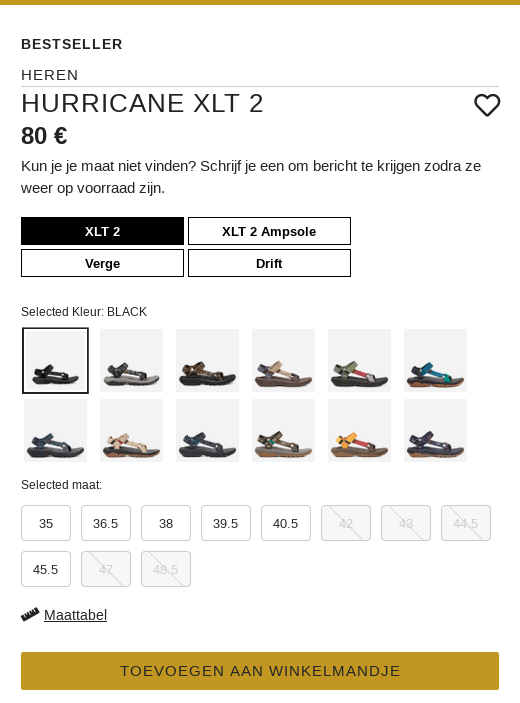 BESTSELLER
HEREN
HURRICANE XLT 2
80 €
Kun je je maat niet vinden? Schrijf je een om bericht te krijgen zodra ze
weer op voorraad zijn.
XLT 2 XLT 2 Ampsole
Verge Drift
Selected Kleur: BLACK
Selected maat:
35 36.5 38 39.5 40.5 42 43 44.5
45.5 47 48.5
Maattabel
TOEVOEGEN AAN WINKELMANDJE